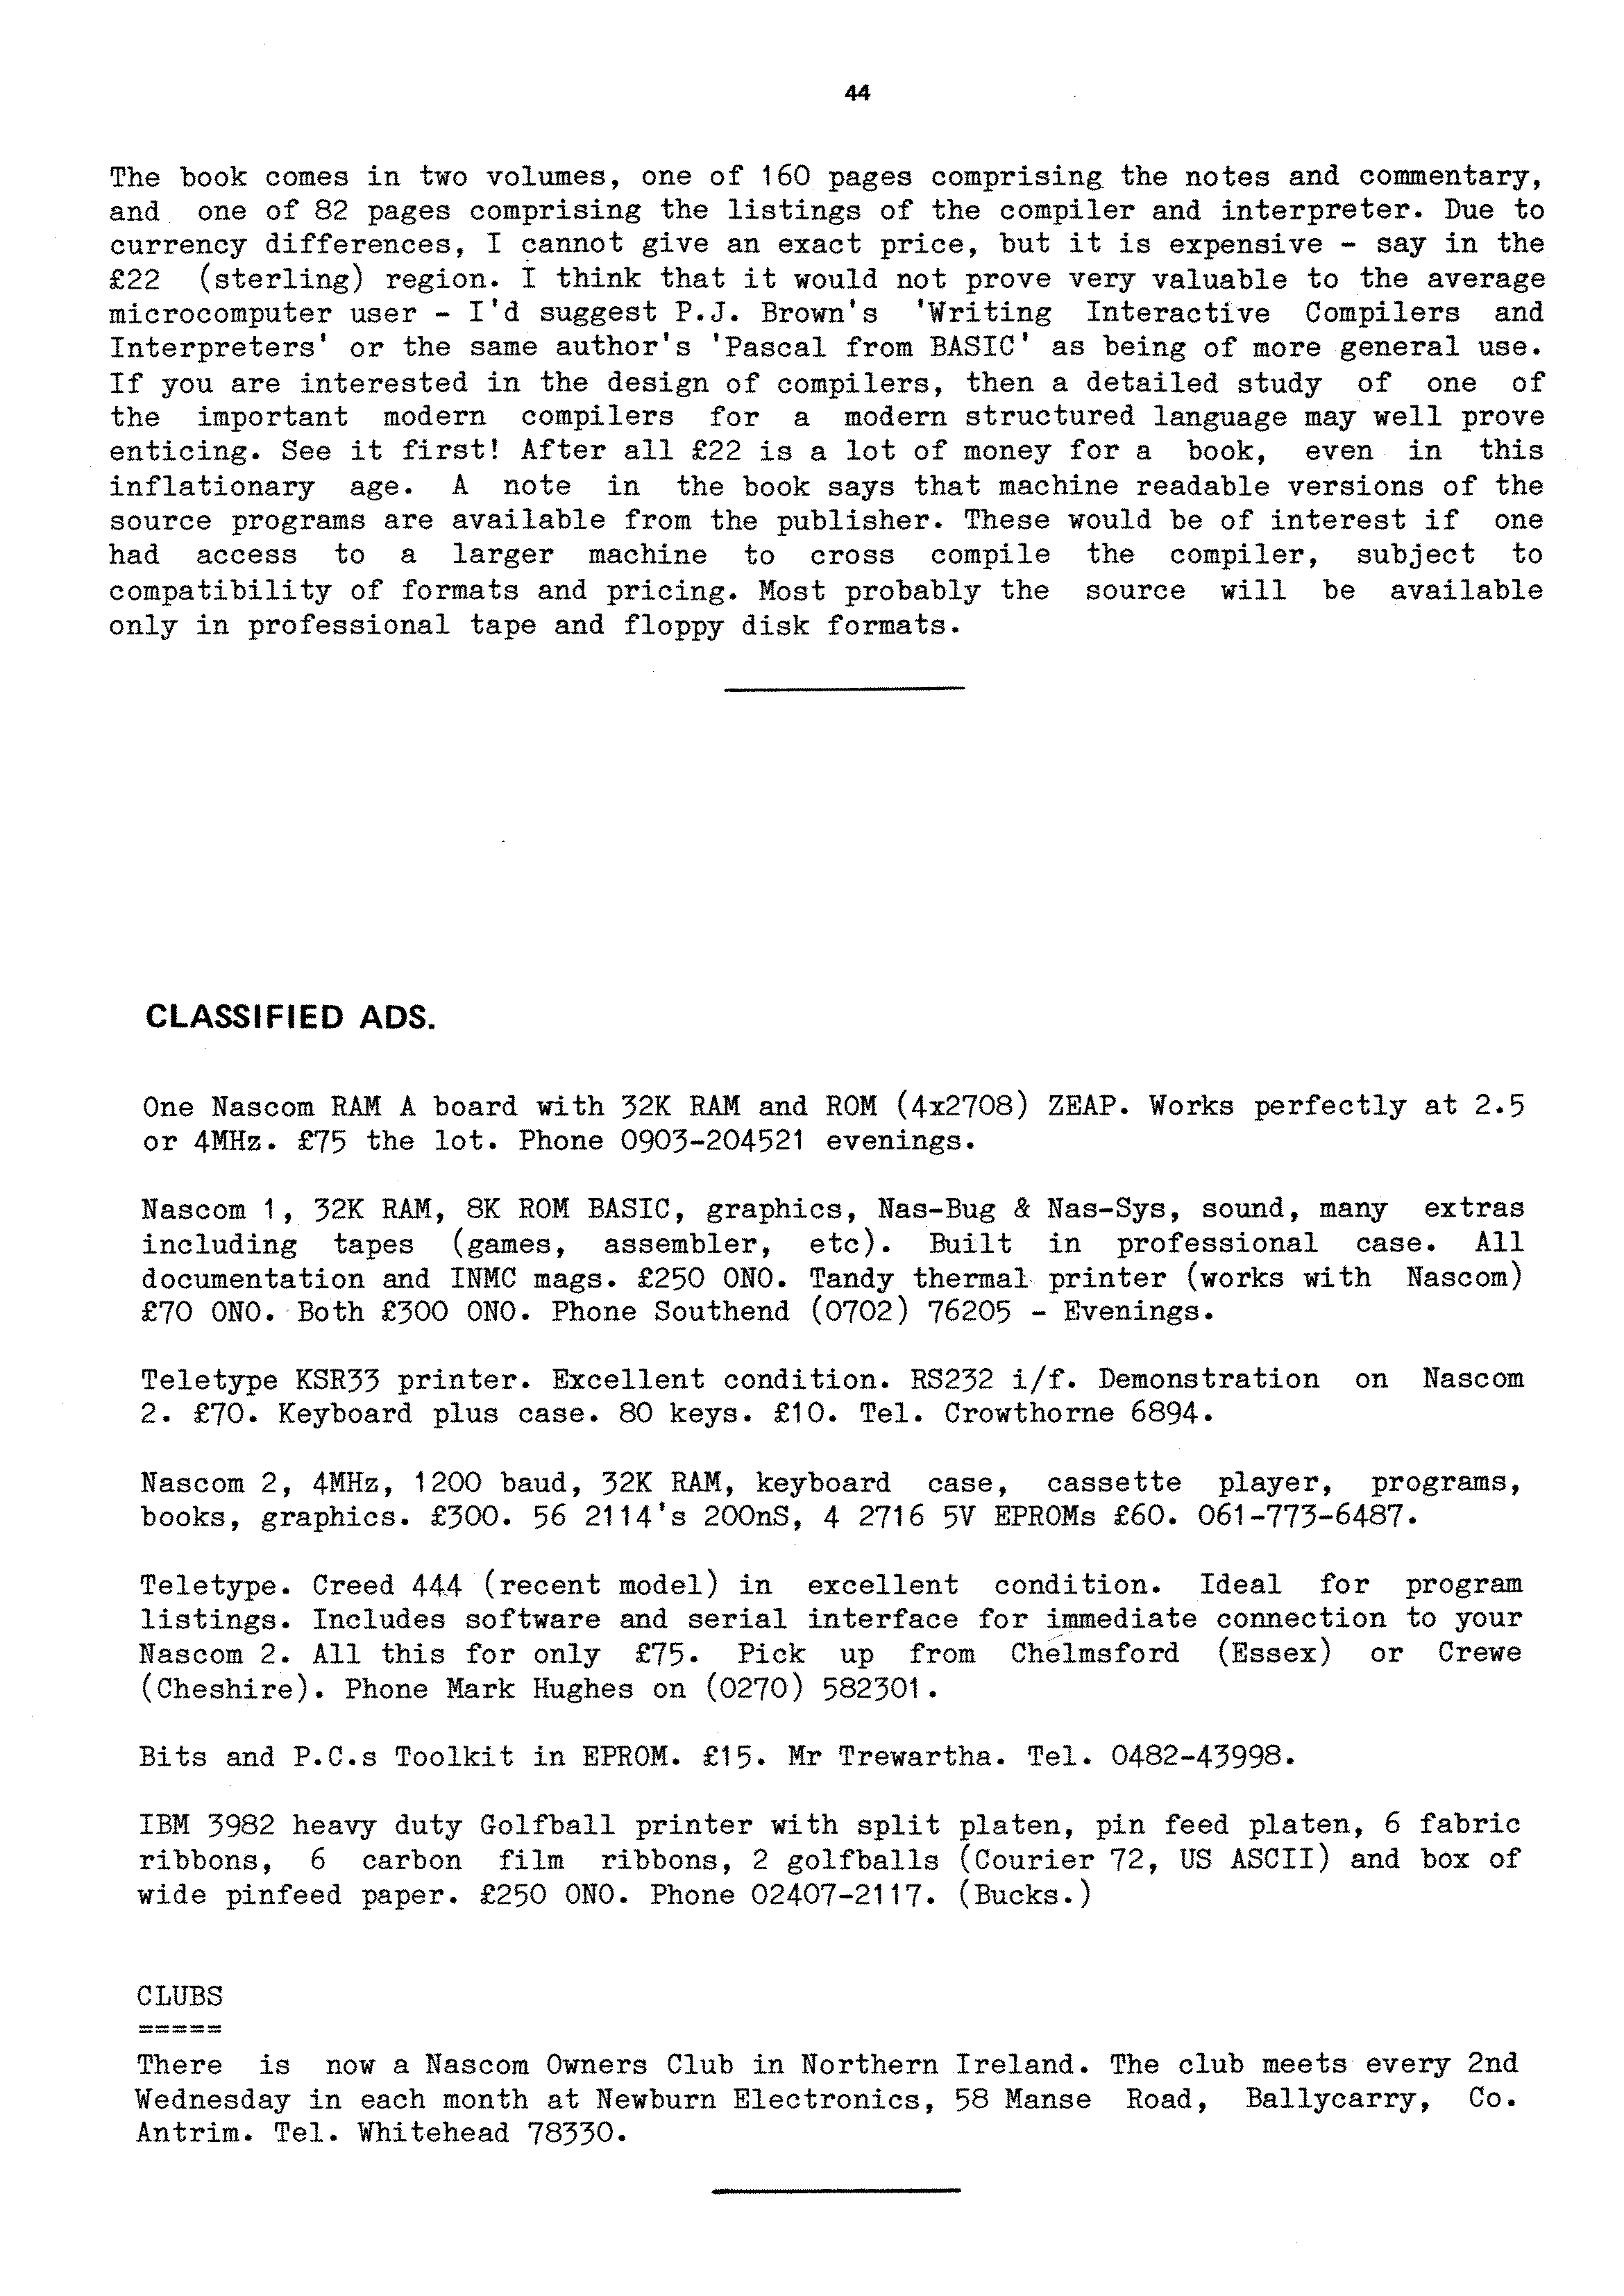 44
The book comes in two volumes, one of 160 pages comprising the notes and commentary,
and one of 82 pages comprising the listings of the compiler and interpreter. Due to
currency differences, I cannot give an exact price, but it is expensive - say in the
£22 (sterling) region. I think that it would not prove very valuable to the average
microcomputer user - I'd suggest P.J. Brown's 'Writing Interactive Compilers and
Interpreters' or the same author's 'Pascal from BASIC' as being of more general use.
If you are interested in the design of compilers, then a detailed study of one of
the important modern compilers for a modern structured language may well prove
enticing. See it first! After all £22 is a lot of money for a book, even in this
inflationary age. A note in the book says that machine readable versions of the
source programs are available from the publisher. These would be of interest if one
had access to a larger machine to cross compile the compiler, subject to
compatibility of formats and pricing. Most probably the source will be available
only in professional tape and floppy disk formats.
CLASSIFIED ADS.
One Nascom RAM A board with 32K RAM and ROM (4x2708) ZEAP. Works perfectly at 2.5
or 4MHz. £75 the lot. Phone 0903-204521 evenings.
Nascom 1, 32K RAM, 8K ROM BASIC, graphics, Nas-Bug & Nas-Sys, sound, many extras
including tapes (games, assembler, etc). Built in professional case. All
documentation and INMC mags. £250 ONO. Tandy thermal printer (works with Nascom)
£70 ONO. Both £300 ONO. Phone Southend (0702) 76205 - Evenings.
Teletype KSR33 printer. Excellent condition. RS232 i/f. Demonstration on Nascom
2. £70. Keyboard plus case. 80 keys. £10. Tel. Crowthorne 6894.
Nascom 2, 4MHz, 1200 baud, 32K RAM, keyboard case, cassette player, programs,
books, graphics. £300. 56 2114's 200nS, 4 2716 5V EPROMs £60. 061-773-6487.
Teletype. Creed 444 (recent model) in excellent condition. Ideal for program
listings. Includes software and serial interface for immediate connection to your
Nascom 2. All this for only £75. Pick up from Chelmsford (Essex) or Crewe
(Cheshire). Phone Mark Hughes on (0270) 582301.
Bits and P.C.s Toolkit in EPROM. £15. Mr Trewartha. Tel. 0482-43998.
IBM 3982 heavy duty Golfball printer with split platen, pin feed platen, 6 fabric
ribbons, 6 carbon film ribbons, 2 golfballs (Courier 72, US ASCII) and box of
wide pinfeed paper. £250 ONO. Phone 02407-2117. (Bucks.)
CLUBS
=====
There is now a Nascom Owners Club in Northern Ireland. The club meets every 2nd
Wednesday in each month at Newburn Electronics, 58 Manse Road, Ballycarry, Co.
Antrim. Tel. Whitehead 78330.